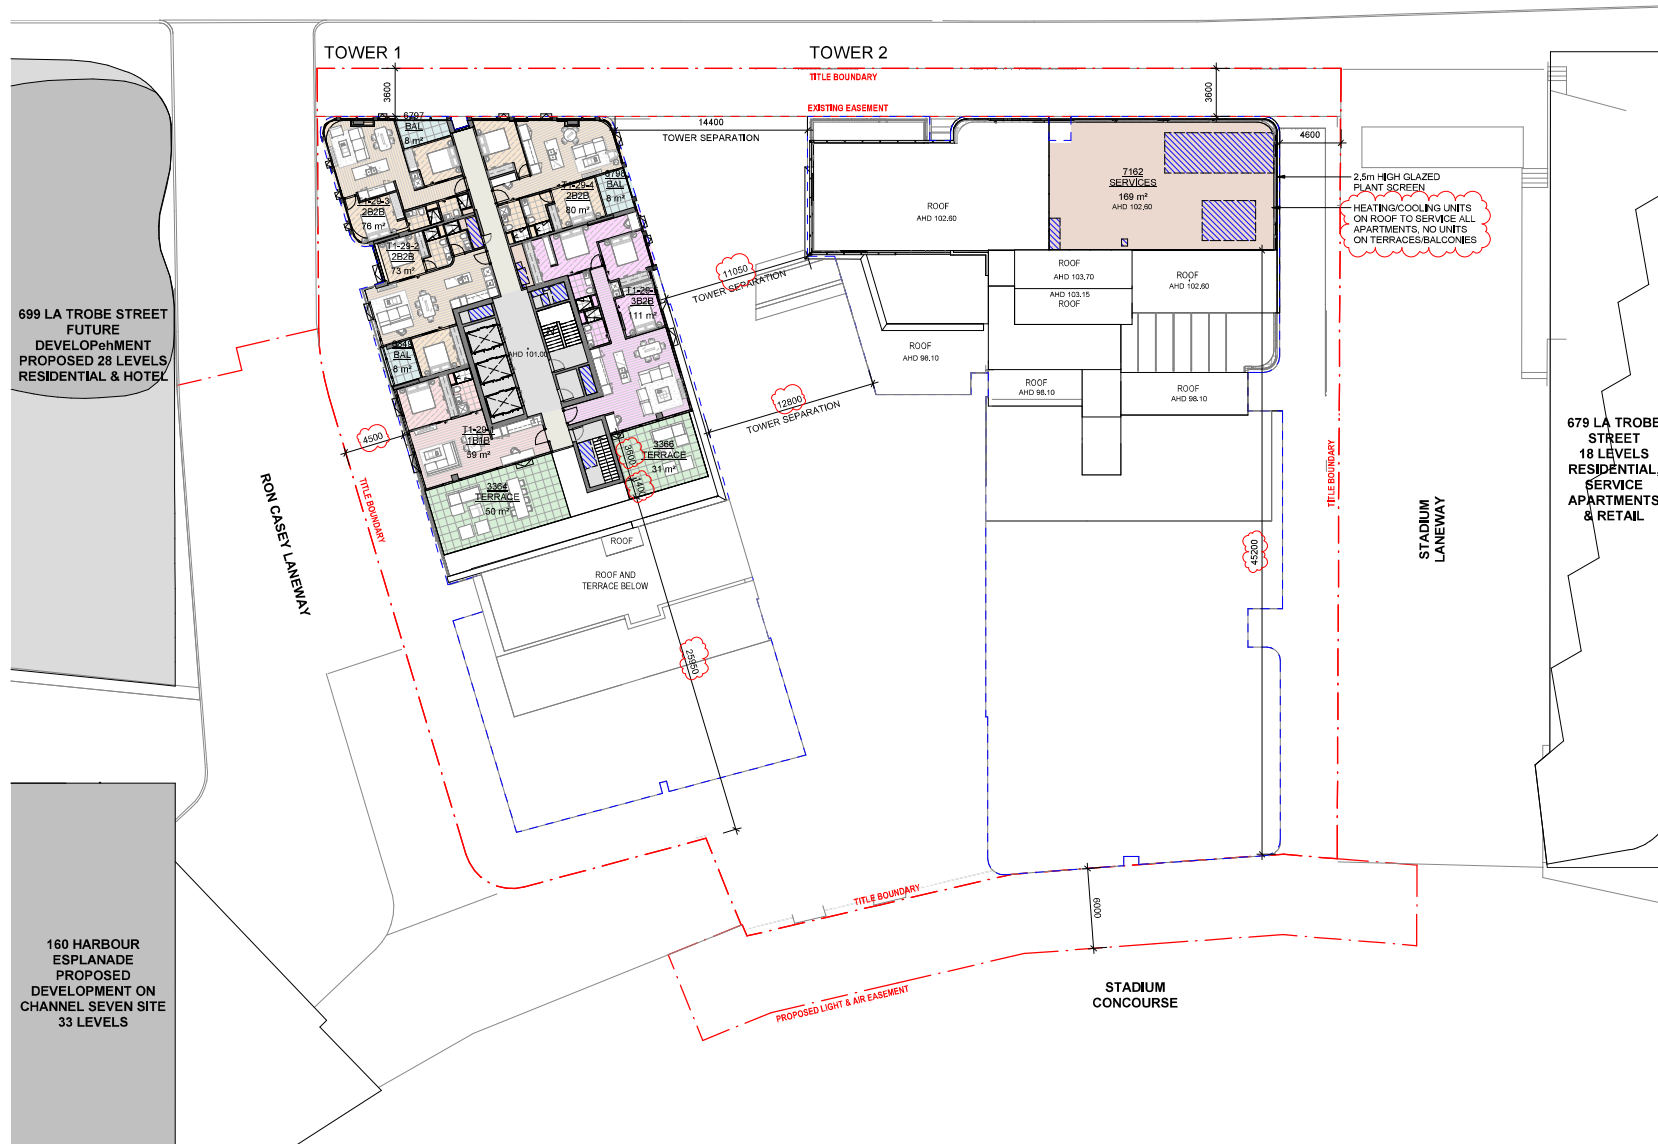 TOWER 1
TOWER 2
TITLE BOUNDARY
3600
3600
EXISTING EASEMENT
14400
TOWER SEPARATION
4600
6797
BAL
8 m²
T1-29-3
2B2B
76 m²
T1-29-4
2B2B
80 m²
BAL
8 m²
T1-29-2
2B2B
73 m²
3B2B
111 m²
BAL
8 m²
AHD 101.00
T1-29-1
1B1B
59 m²
3364
TERRACE
50 m²
3366
TERRACE
31 m²
3600
1400
11050
TOWER SEPARATION
12800
TOWER SEPARATION
4500
ROOF
AHD 102.60
7162
SERVICES
169 m²
AHD 102.60
2.5m HIGH GLAZED
PLANT SCREEN
HEATING/COOLING UNITS
ON ROOF TO SERVICE ALL
APARTMENTS, NO UNITS
ON TERRACES/BALCONIES
ROOF
AHD 103.70
AHD 103.15
ROOF
ROOF
AHD 102.60
ROOF
AHD 98.10
ROOF
AHD 98.10
ROOF
AHD 98.10
699 LA TROBE STREET
FUTURE
DEVELOPehMENT
PROPOSED 28 LEVELS
RESIDENTIAL & HOTEL
RON CASEY LANEWAY
TITLE BOUNDARY
ROOF
ROOF AND
TERRACE BELOW
25950
45200
TITLE BOUNDARY
STADIUM
LANEWAY
679 LA TROBE
STREET
18 LEVELS
RESIDENTIAL,
SERVICE
APARTMENTS
& RETAIL
TITLE BOUNDARY
6000
160 HARBOUR
ESPLANADE
PROPOSED
DEVELOPMENT ON
CHANNEL SEVEN SITE
33 LEVELS
PROPOSED LIGHT & AIR EASEMENT
STADIUM
CONCOURSE